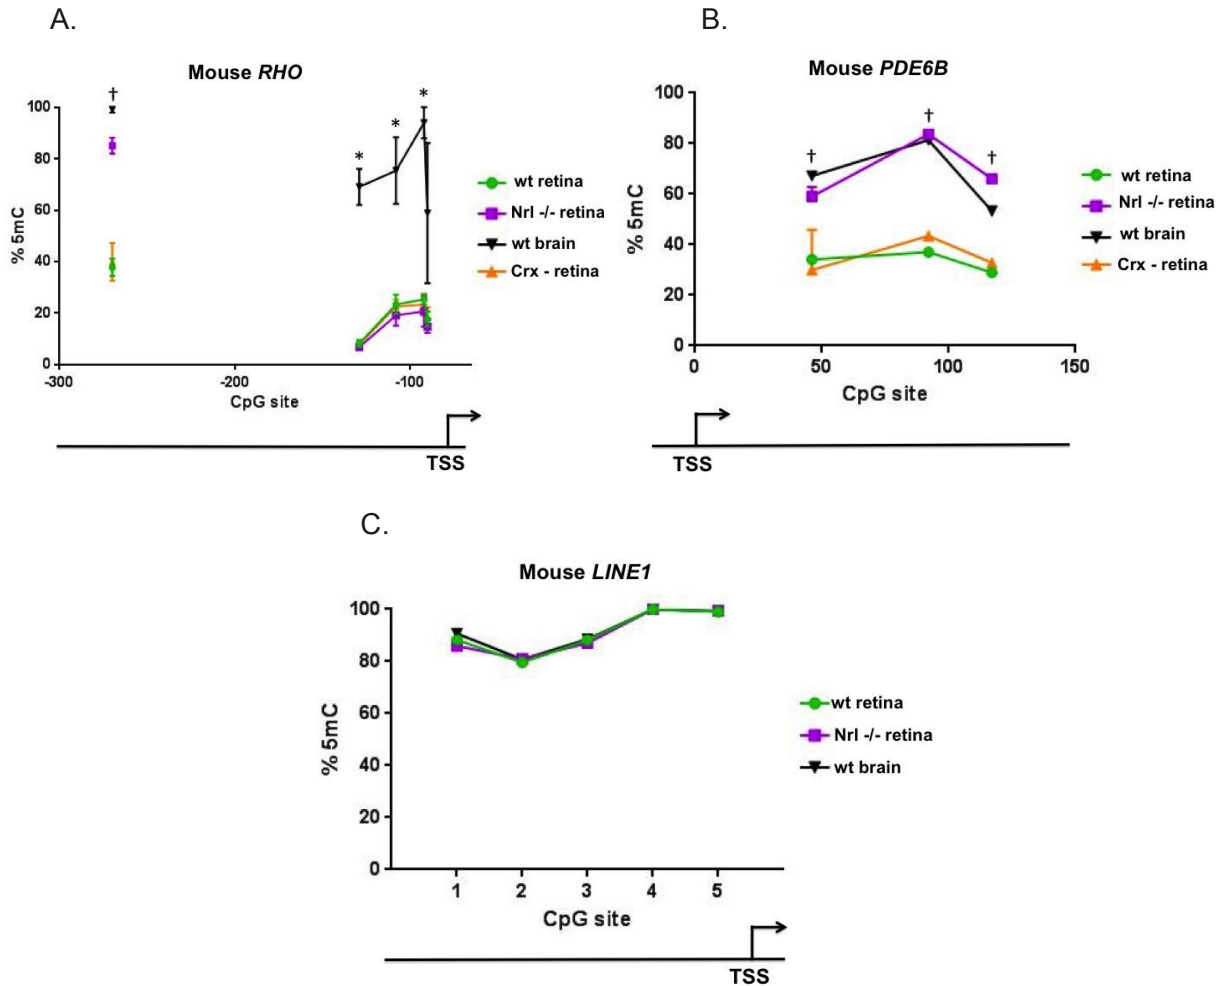 A.
Mouse RHO
†
*
*
*
% 5mC
100
80
60
40
20
0
-300
-200
-100
CpG site
TSS
wt retina
Nrl -/- retina
wt brain
Crx - retina
B.
Mouse PDE6B
†
†
†
% 5mC
100
80
60
40
20
0
0
50
100
150
CpG site
TSS
wt retina
Nrl -/- retina
wt brain
Crx - retina
C.
Mouse LINE1
% 5mC
100
80
60
40
20
0
1
2
3
4
5
CpG site
TSS
wt retina
Nrl -/- retina
wt brain